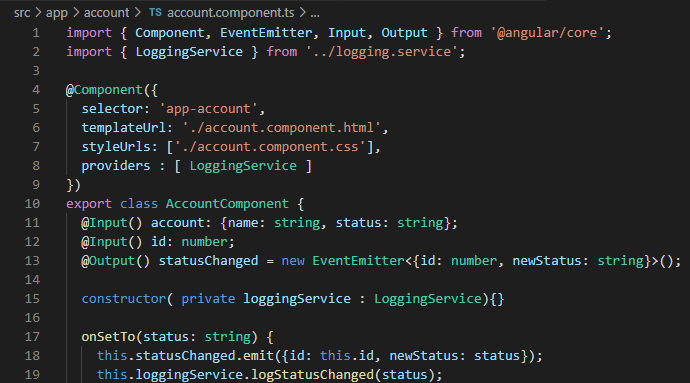 src > app > account > TS account.component.ts > ...
1 import { Component, EventEmitter, Input, Output } from '@angular/core';
2 import { LoggingService } from '../logging.service';
3
4 @Component({
5 selector: 'app-account',
6 templateUrl: './account.component.html',
7 styleUrls: ['./account.component.css'],
8 providers : [ LoggingService ]
9 })
10 export class AccountComponent {
11 @Input() account: {name: string, status: string};
12 @Input() id: number;
13 @Output() statusChanged = new EventEmitter<{id: number, newStatus: string}>();
14
15 constructor( private loggingService : LoggingService){}
16
17 onSetTo(status: string) {
18 this.statusChanged.emit({id: this.id, newStatus: status});
19 this.loggingService.logStatusChanged(status);